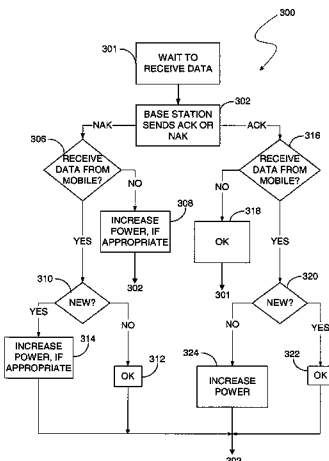 300
301
WAIT TO
RECEIVE DATA
302
BASE STATION
SENDS ACK OR
NAK
NAK
ACK
306
RECEIVE
DATA FROM
MOBILE?
316
RECEIVE
DATA FROM
MOBILE?
NO
308
INCREASE
POWER, IF
APPROPRIATE
302
NO
318
OK
301
YES
YES
310
NEW?
320
NEW?
YES
314
INCREASE
POWER, IF
APPROPRIATE
NO
312
OK
NO
324
INCREASE
POWER
YES
322
OK